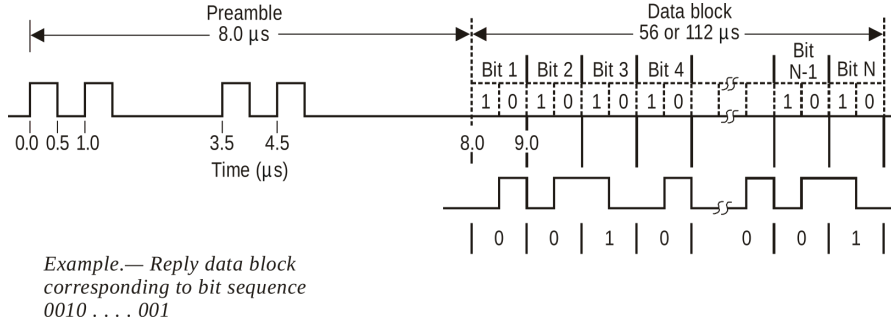 Preamble
8.0 µs
Data block
56 or 112 µs
Bit 1 Bit 2 Bit 3 Bit 4 Bit N-1 Bit N
1 0 1 0 1 0 1 0 1 0 1 0
0.0 0.5 1.0 3.5 4.5 8.0 9.0
Time (µs)
0 0 1 0 0 0 1
Example.— Reply data block
corresponding to bit sequence
0010 . . . . 001